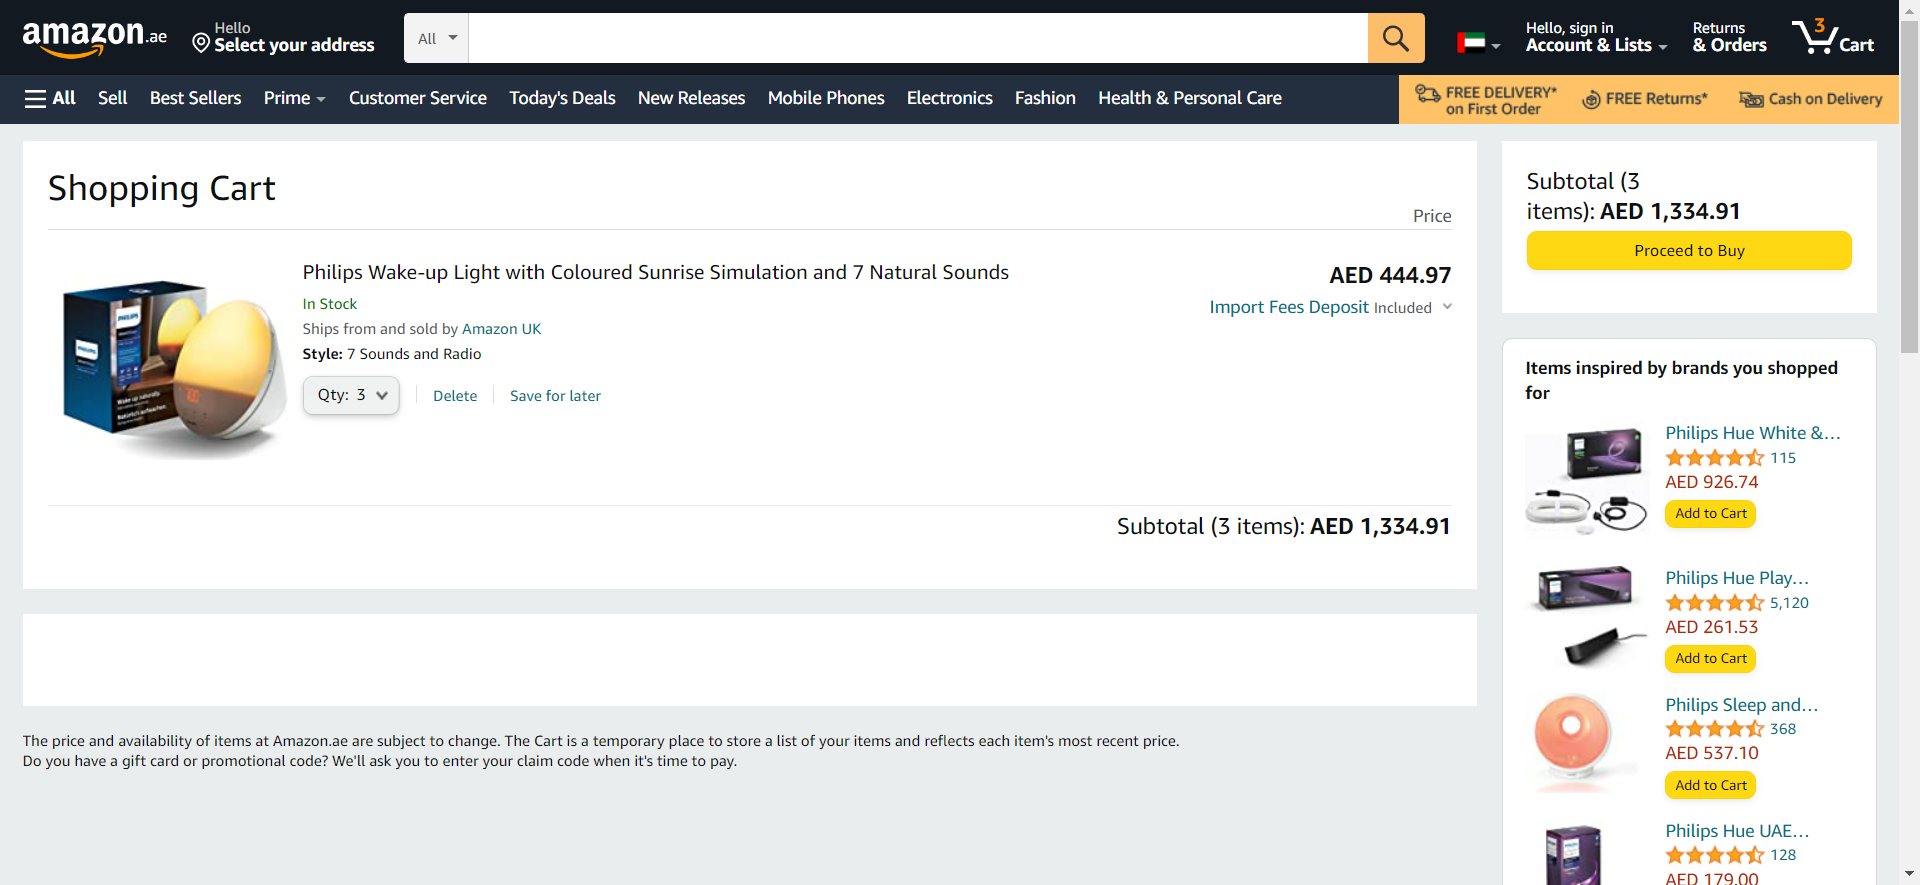 amazon.ae
Hello
Select your address
All
Hello, sign in
Account & Lists
Returns
& Orders
3
Cart
All
Sell
Best Sellers
Prime
Customer Service
Today's Deals
New Releases
Mobile Phones
Electronics
Fashion
Health & Personal Care
FREE DELIVERY*
on First Order
FREE Returns*
Cash on Delivery
Shopping Cart
Price
Philips Wake-up Light with Coloured Sunrise Simulation and 7 Natural Sounds
AED 444.97
In Stock
Import Fees Deposit Included
Ships from and sold by Amazon UK
Style: 7 Sounds and Radio
Qty: 3
Delete
Save for later
PHILIPS
PHILIPS
Wake up naturally
Subtotal (3 items): AED 1,334.91
The price and availability of items at Amazon.ae are subject to change. The Cart is a temporary place to store a list of your items and reflects each item's most recent price.
Do you have a gift card or promotional code? We'll ask you to enter your claim code when it's time to pay.
Subtotal (3
items): AED 1,334.91
Proceed to Buy
Items inspired by brands you shopped
for
Philips Hue White &...
115
AED 926.74
Add to Cart
Philips Hue Play...
5,120
AED 261.53
Add to Cart
Philips Sleep and...
368
AED 537.10
Add to Cart
Philips Hue UAE...
128
AED 179.00